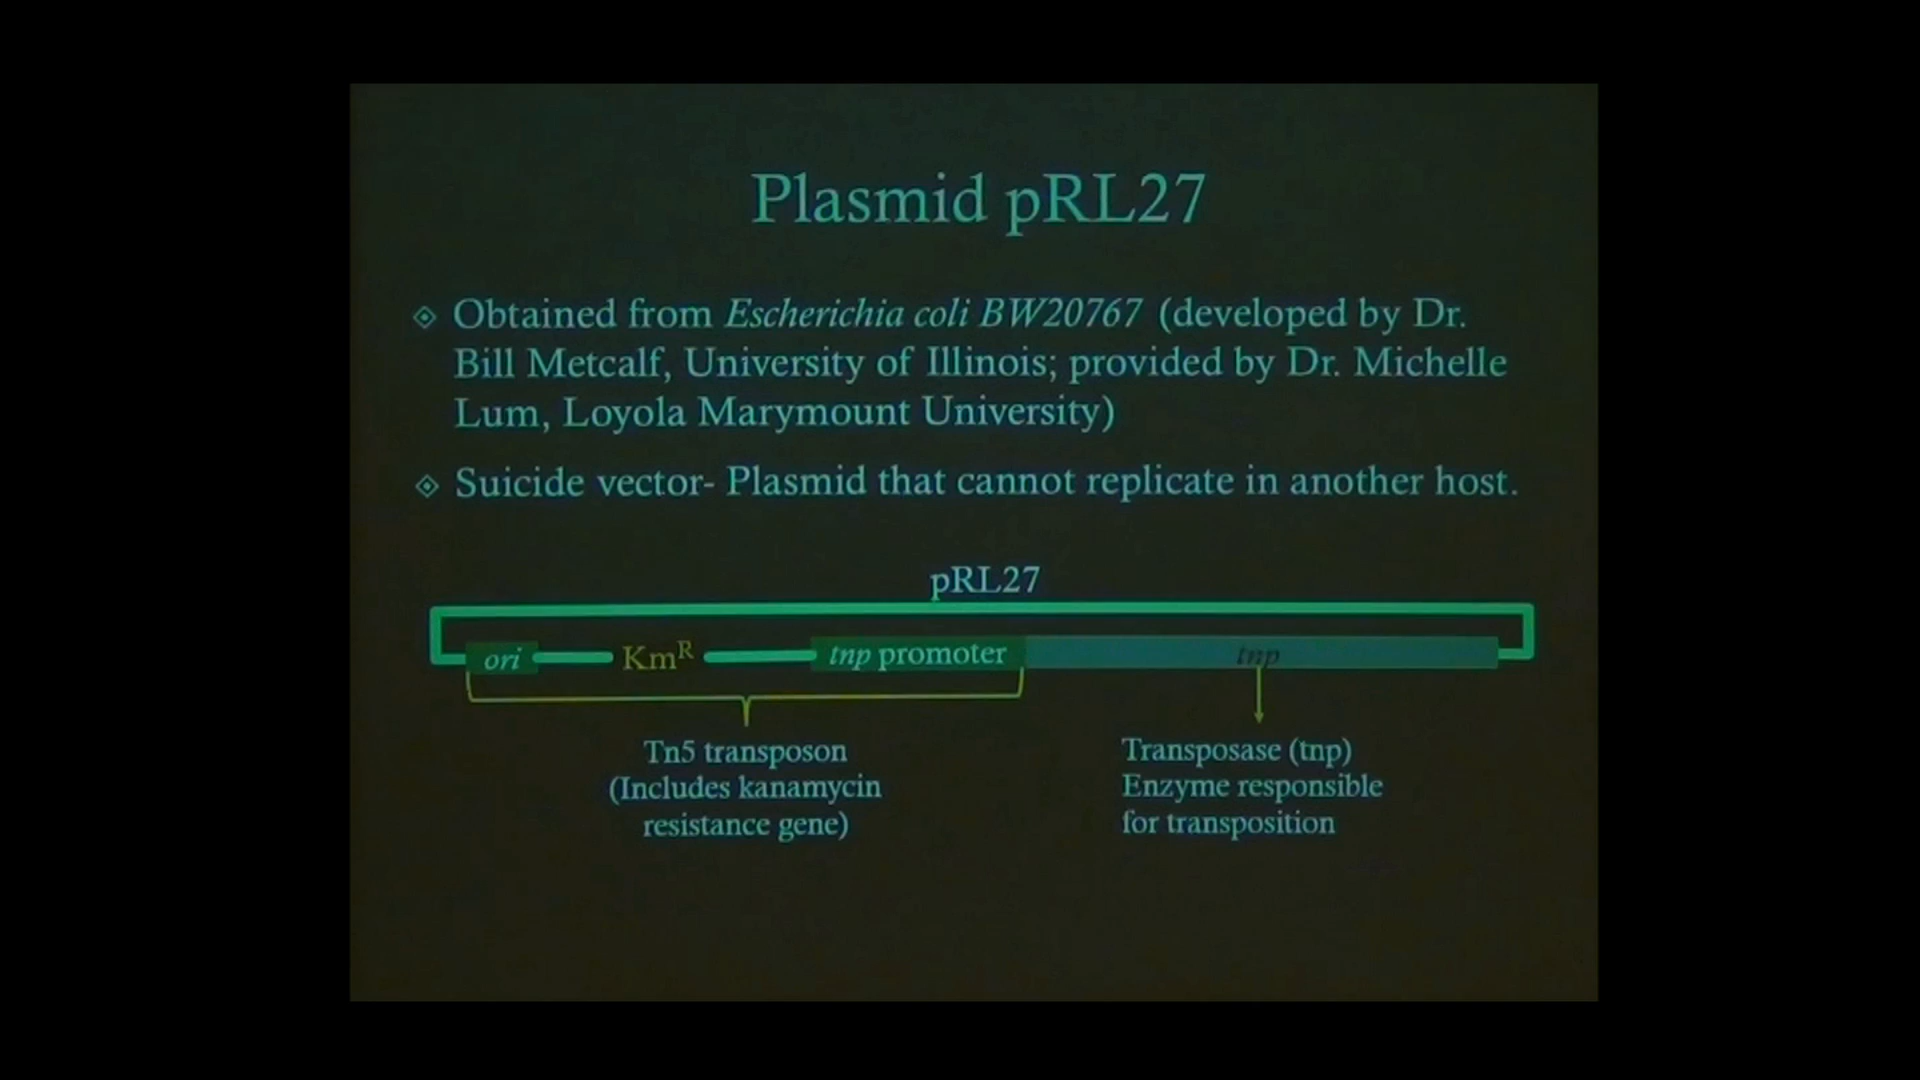 Plasmid pRL27
Obtained from Escherichia coli BW20767 (developed by Dr.
Bill Metcalf, University of Illinois; provided by Dr. Michelle
Lum, Loyola Marymount University)
Suicide vector- Plasmid that cannot replicate in another host.
pRL27
ori Km^R tnp promoter tnp
Tn5 transposon
(Includes kanamycin
resistance gene)
Transposase (tnp)
Enzyme responsible
for transposition